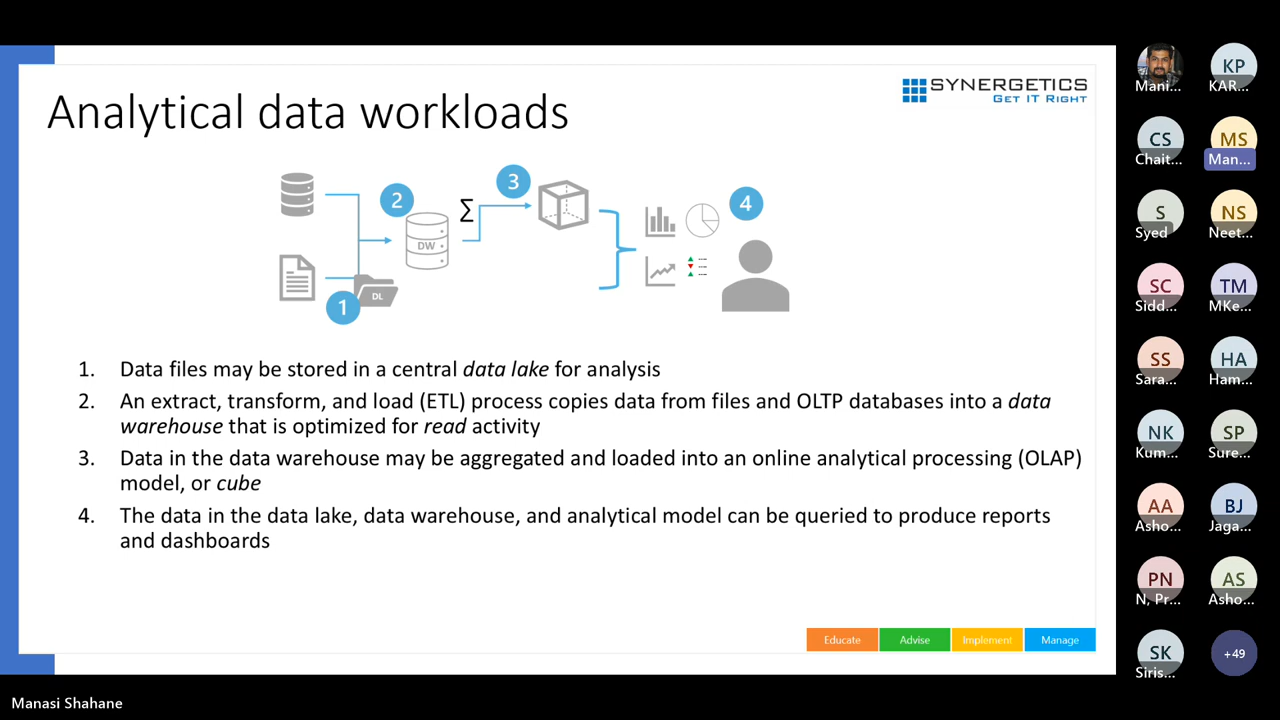 SYNERGETICS
GET IT RIGHT
Analytical data workloads
1
2
DW
DL
∑
3
4
1. Data files may be stored in a central data lake for analysis
2. An extract, transform, and load (ETL) process copies data from files and OLTP databases into a data
warehouse that is optimized for read activity
3. Data in the data warehouse may be aggregated and loaded into an online analytical processing (OLAP)
model, or cube
4. The data in the data lake, data warehouse, and analytical model can be queried to produce reports
and dashboards
Educate
Advise
Implement
Manage
Manasi Shahane
Mani...
KP
KAR...
CS
Chait...
MS
Man...
S
Syed
NS
Neet...
SC
Sidd...
TM
MKe...
SS
Sara...
HA
Ham...
NK
Kum...
SP
Sure...
AA
Asho...
BJ
Jaga...
PN
N, Pr...
AS
Asho...
SK
Siris...
+49